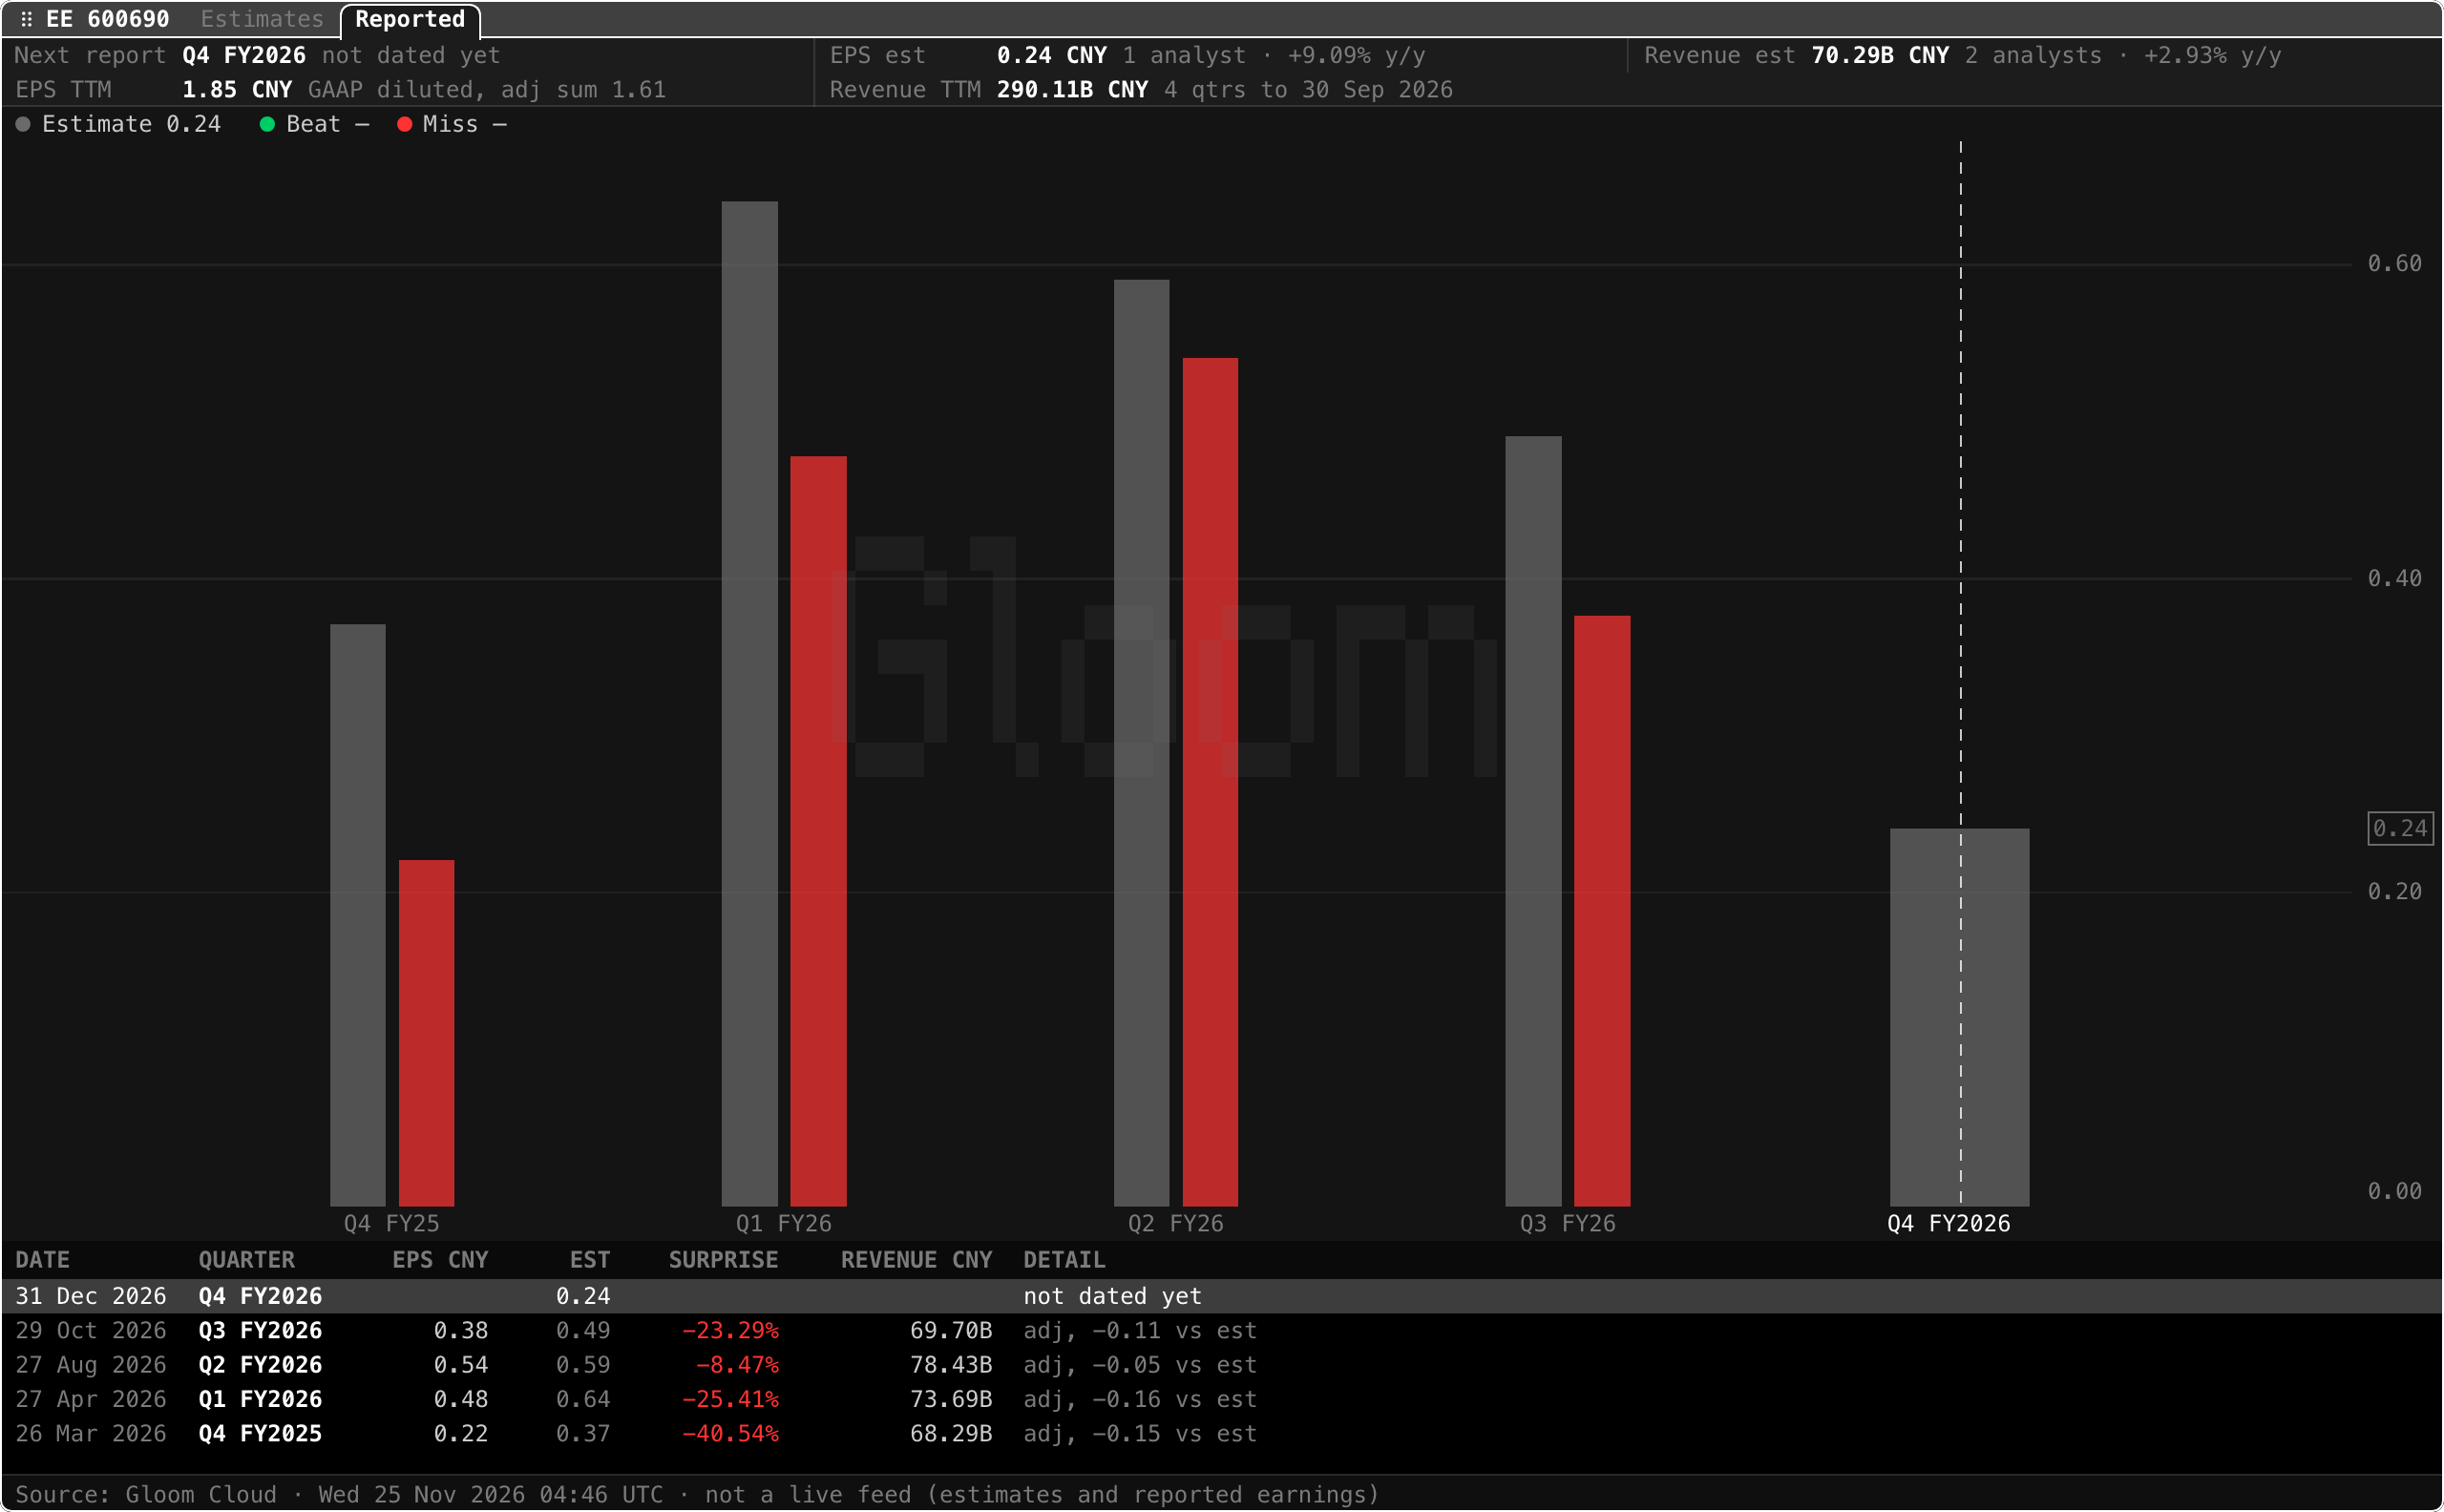 ⠿ EE 600690 Estimates Reported
Next report Q4 FY2026 not dated yet EPS est 0.24 CNY 1 analyst · +9.09% y/y Revenue est 70.29B CNY 2 analysts · +2.93% y/y
EPS TTM 1.85 CNY GAAP diluted, adj sum 1.61 Revenue TTM 290.11B CNY 4 qtrs to 30 Sep 2026
Estimate 0.24 Beat — Miss —
0.60
0.40
Gloom
0.24
0.20
0.00
Q4 FY25 Q1 FY26 Q2 FY26 Q3 FY26 Q4 FY2026
DATE QUARTER EPS CNY EST SURPRISE REVENUE CNY DETAIL
31 Dec 2026 Q4 FY2026 0.24 not dated yet
29 Oct 2026 Q3 FY2026 0.38 0.49 −23.29% 69.70B adj, −0.11 vs est
27 Aug 2026 Q2 FY2026 0.54 0.59 −8.47% 78.43B adj, −0.05 vs est
27 Apr 2026 Q1 FY2026 0.48 0.64 −25.41% 73.69B adj, −0.16 vs est
26 Mar 2026 Q4 FY2025 0.22 0.37 −40.54% 68.29B adj, −0.15 vs est
Source: Gloom Cloud · Wed 25 Nov 2026 04:46 UTC · not a live feed (estimates and reported earnings)